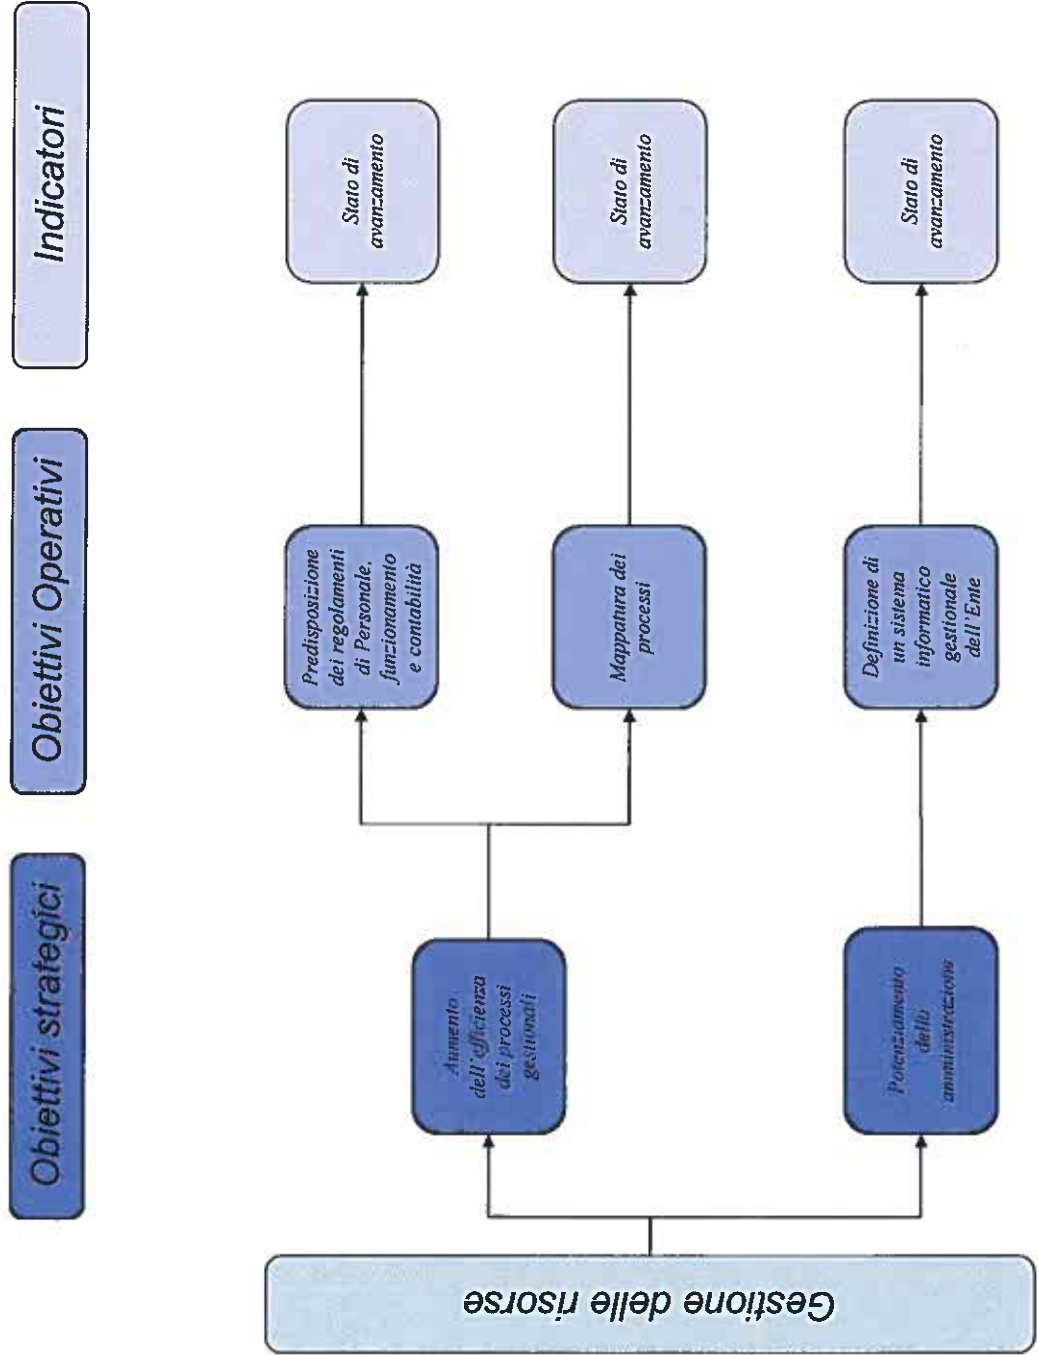 Obiettivi strategici
Obiettivi Operativi
Indicatori
Gestione delle risorse
Aumento
dell'efficienza
dei processi
gestionali
Predisposizione
dei regolamenti
di Personale,
funzionamento
e contabilità
Stato di
avanzamento
Mappatura dei
processi
Stato di
avanzamento
Potenziamento
della
amministrazione
Definizione di
un sistema
informatico
gestionale
dell'Ente
Stato di
avanzamento